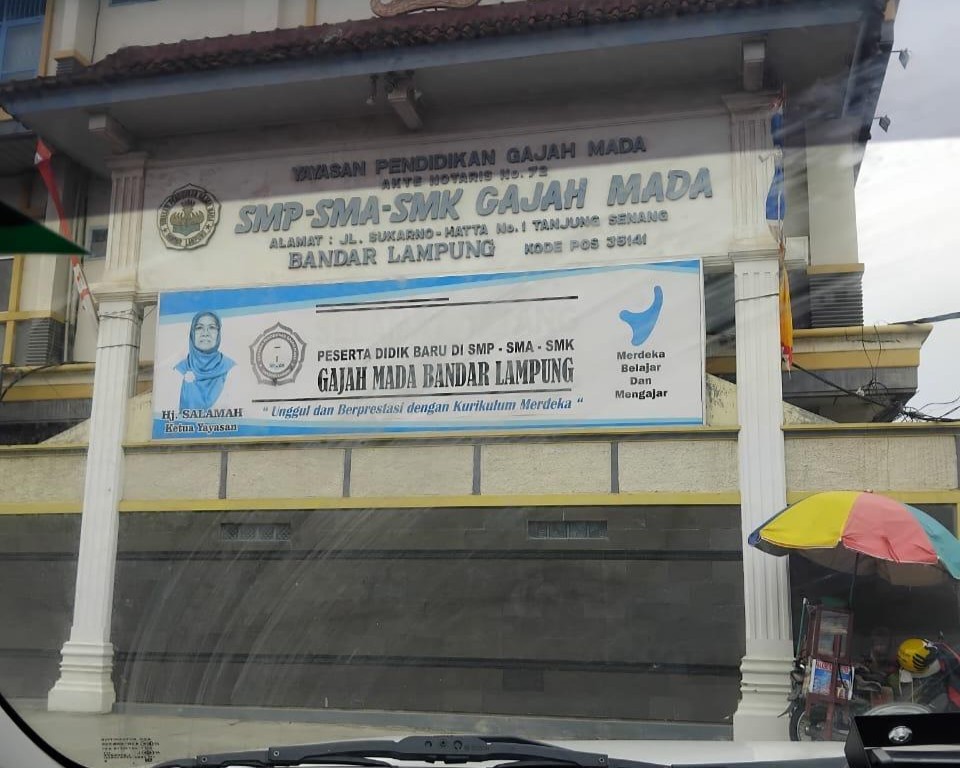 YAYASAN PENDIDIKAN GAJAH MADA
AKTE NOTARIS No. 72
SMP-SMA-SMK GAJAH MADA
ALAMAT : JL. SUKARNO-HATTA No. 1 TANJUNG SENANG
BANDAR LAMPUNG KODE POS 35141
PESERTA DIDIK BARU DI SMP - SMA - SMK
GAJAH MADA BANDAR LAMPUNG
" Unggul dan Berprestasi dengan Kurikulum Merdeka "
Hj. SALAMAH
Ketua Yayasan
Merdeka
Belajar
Dan
Mengajar